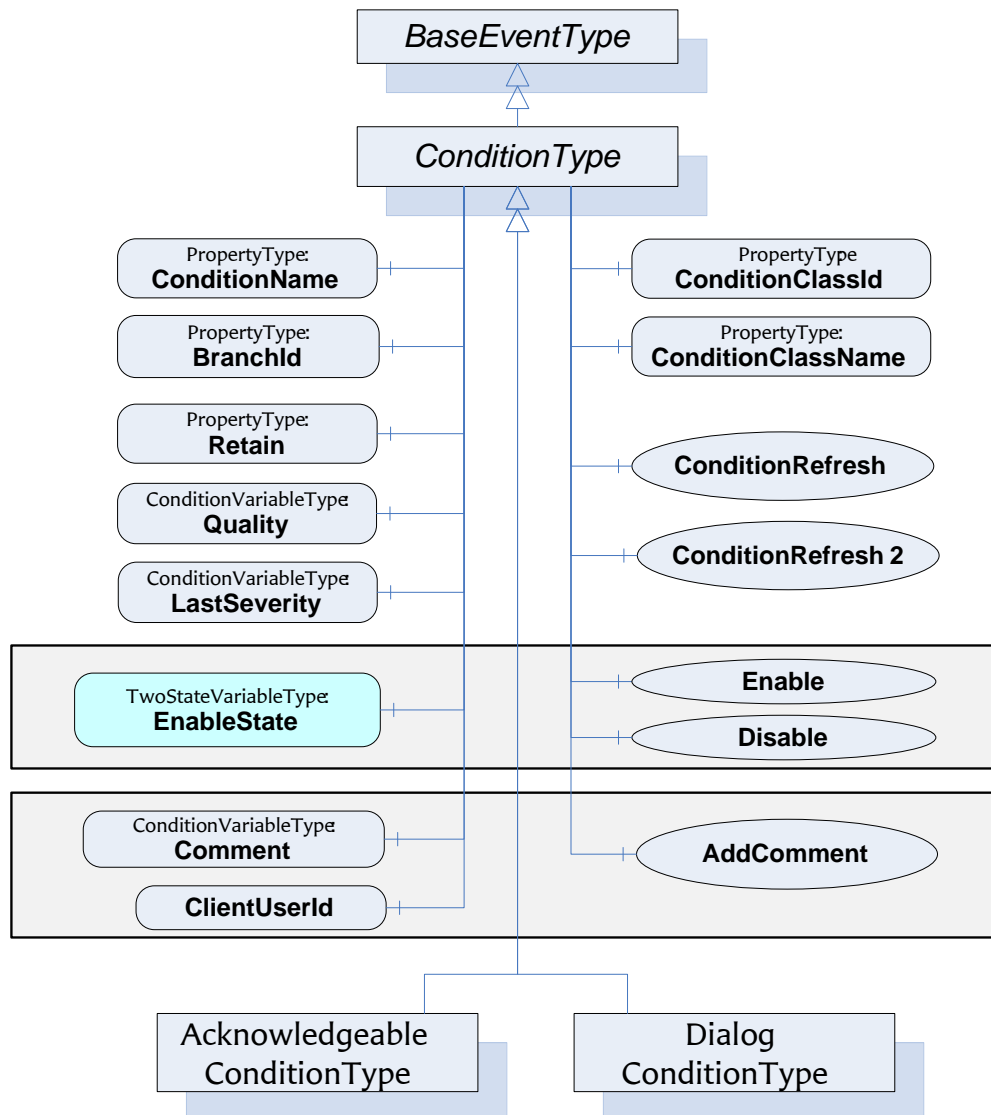 BaseEventType
ConditionType
PropertyType:
ConditionName
PropertyType
ConditionClassId
PropertyType:
BranchId
PropertyType:
ConditionClassName
PropertyType:
Retain
ConditionRefresh
ConditionVariableType:
Quality
ConditionRefresh 2
ConditionVariableType:
LastSeverity
TwoStateVariableType:
EnableState
Enable
Disable
ConditionVariableType:
Comment
AddComment
ClientUserId
Acknowledgeable
ConditionType
Dialog
ConditionType